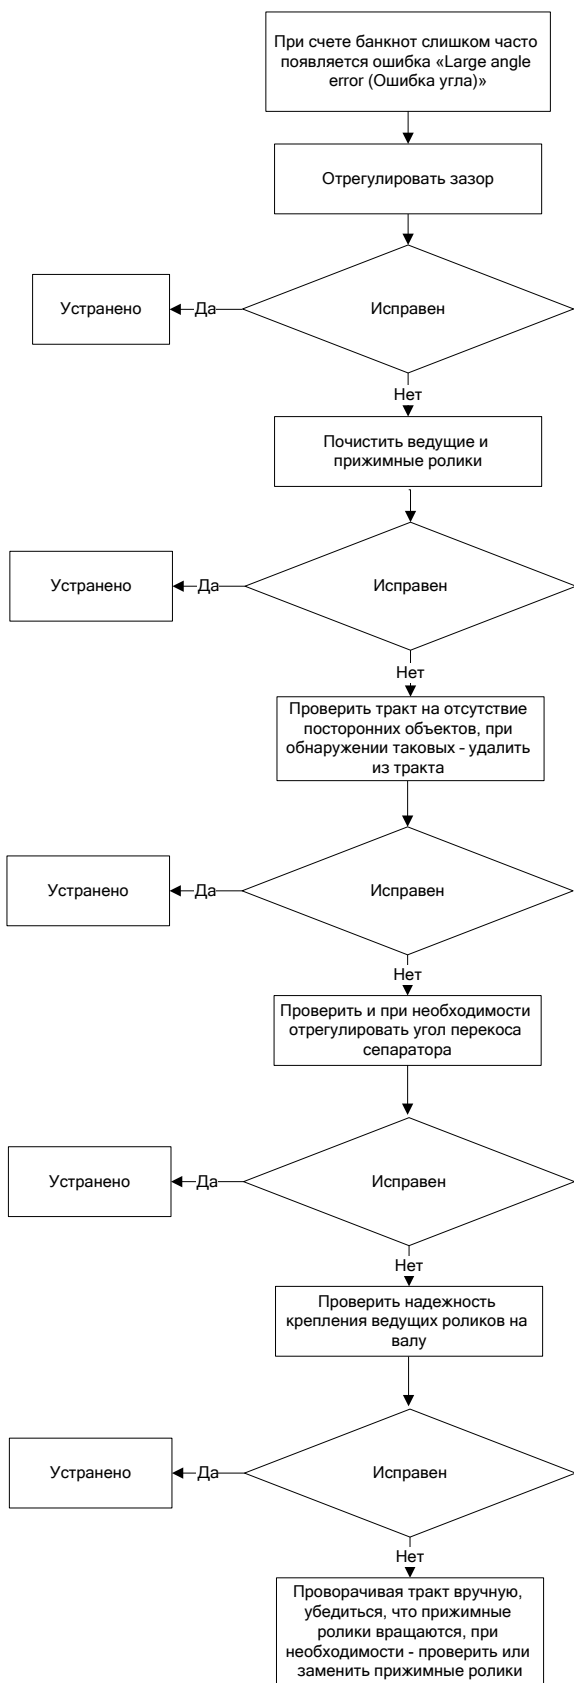 При счете банкнот слишком часто
появляется ошибка «Large angle
error (Ошибка угла)»
Отрегулировать зазор
Устранено
Да
Исправен
Нет
Почистить ведущие и
прижимные ролики
Устранено
Да
Исправен
Нет
Проверить тракт на отсутствие
посторонних объектов, при
обнаружении таковых - удалить
из тракта
Устранено
Да
Исправен
Нет
Проверить и при необходимости
отрегулировать угол перекоса
сепаратора
Устранено
Да
Исправен
Нет
Проверить надежность
крепления ведущих роликов на
валу
Устранено
Да
Исправен
Нет
Проворачивая тракт вручную,
убедиться, что прижимные
ролики вращаются, при
необходимости - проверить или
заменить прижимные ролики